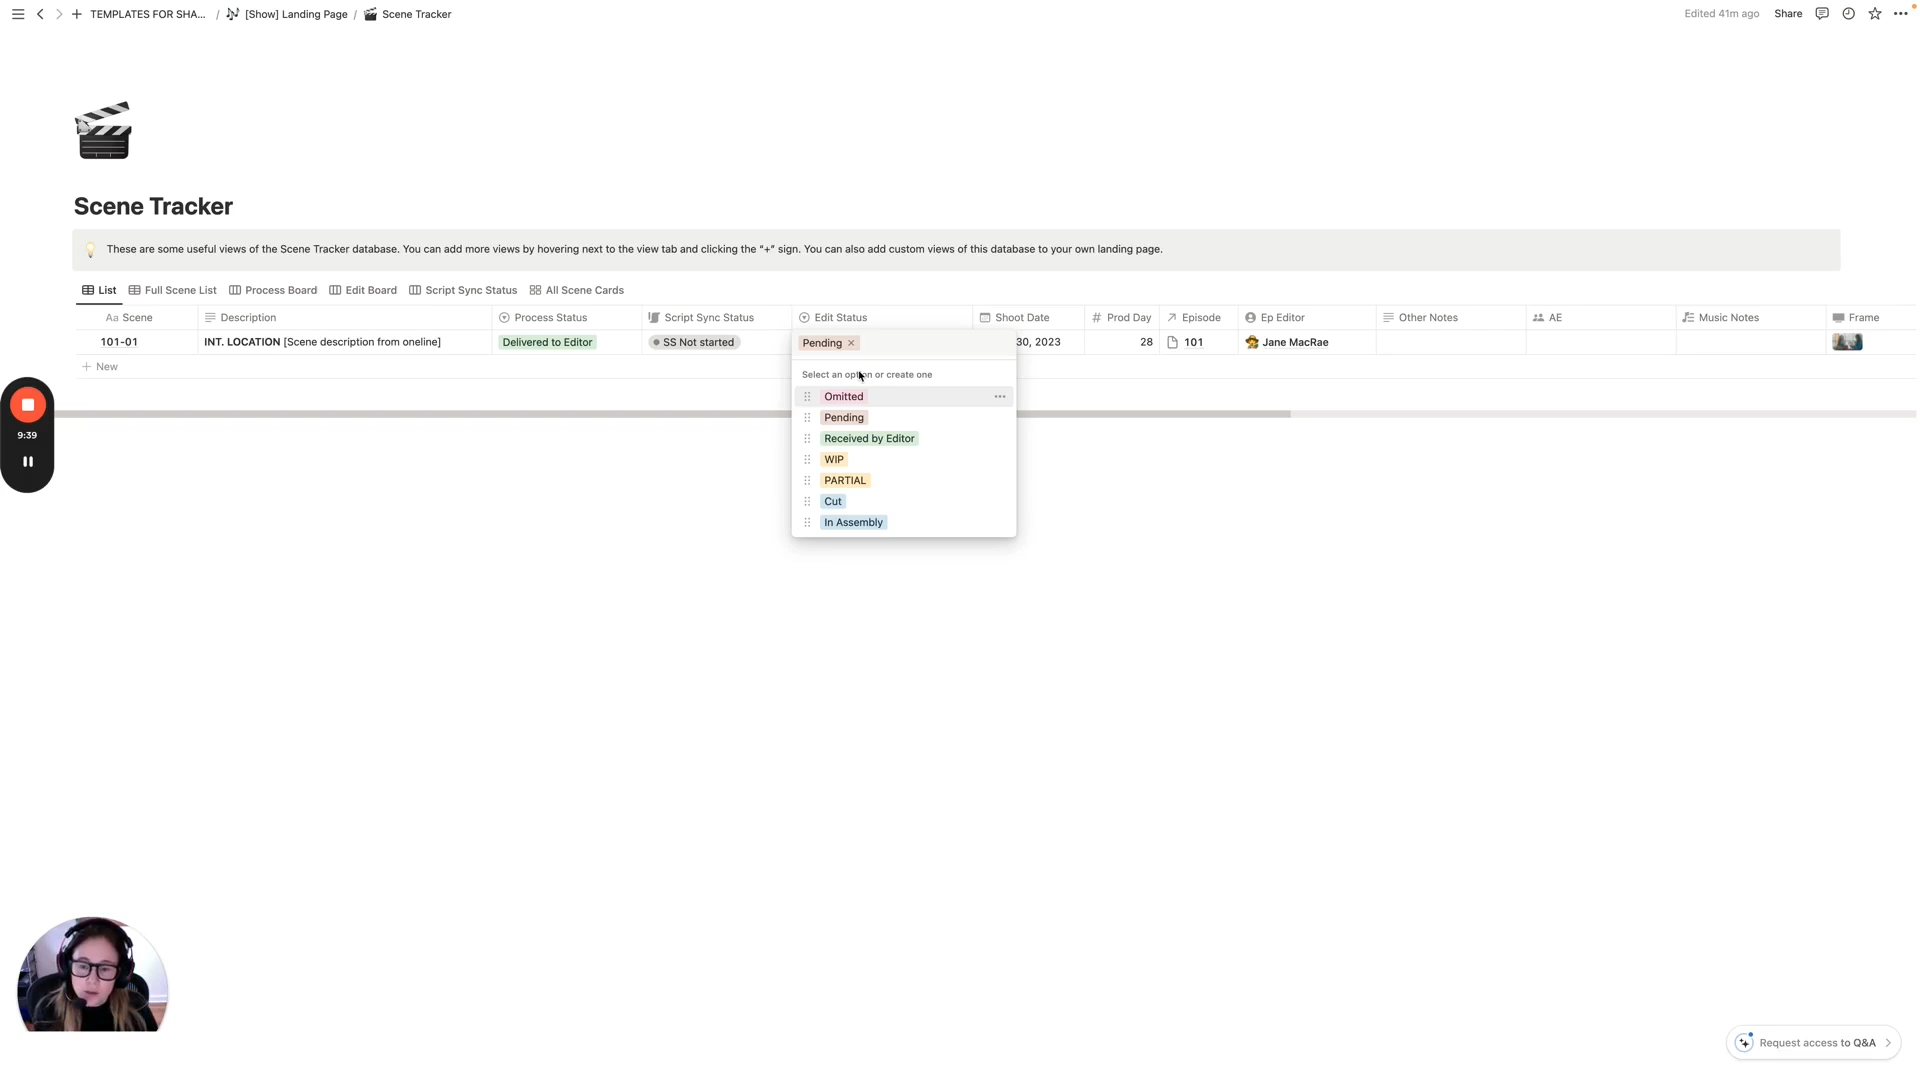 TEMPLATES FOR SHA... / [Show] Landing Page / Scene Tracker
Edited 41m ago Share
Scene Tracker
These are some useful views of the Scene Tracker database. You can add more views by hovering next to the view tab and clicking the “+” sign. You can also add custom views of this database to your own landing page.
List Full Scene List Process Board Edit Board Script Sync Status All Scene Cards
Aa Scene Description Process Status Script Sync Status Edit Status Shoot Date # Prod Day Episode Ep Editor Other Notes AE Music Notes Frame
101-01 INT. LOCATION [Scene description from oneline] Delivered to Editor SS Not started Pending × 30, 2023 28 101 Jane MacRae
+ New
Select an option or create one
Omitted
Pending
Received by Editor
WIP
PARTIAL
Cut
In Assembly
9:39
Request access to Q&A